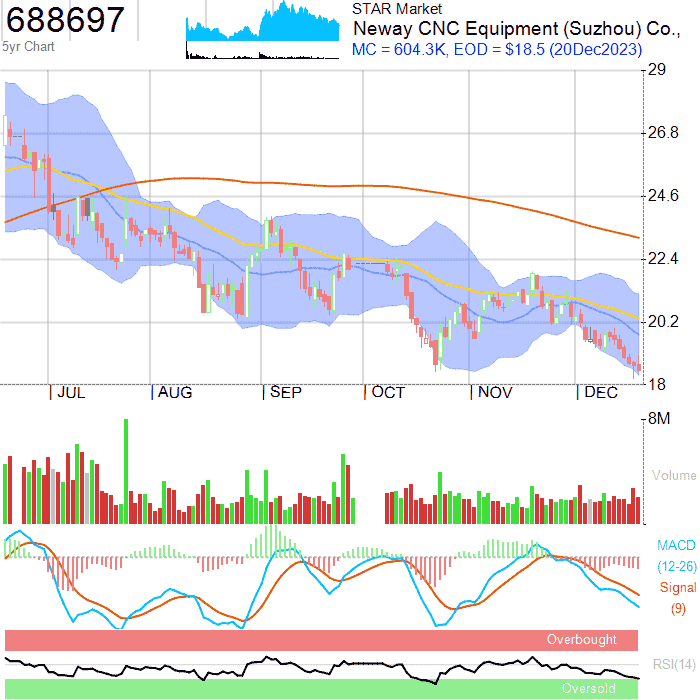 688697
5yr Chart
STAR Market
Neway CNC Equipment (Suzhou) Co.,
MC = 604.3K, EOD = $18.5 (20Dec2023)
29
26.8
24.6
22.4
20.2
18
JUL AUG SEP OCT NOV DEC
8M
Volume
MACD
(12-26)
Signal
(9)
Overbought
RSI(14)
Oversold